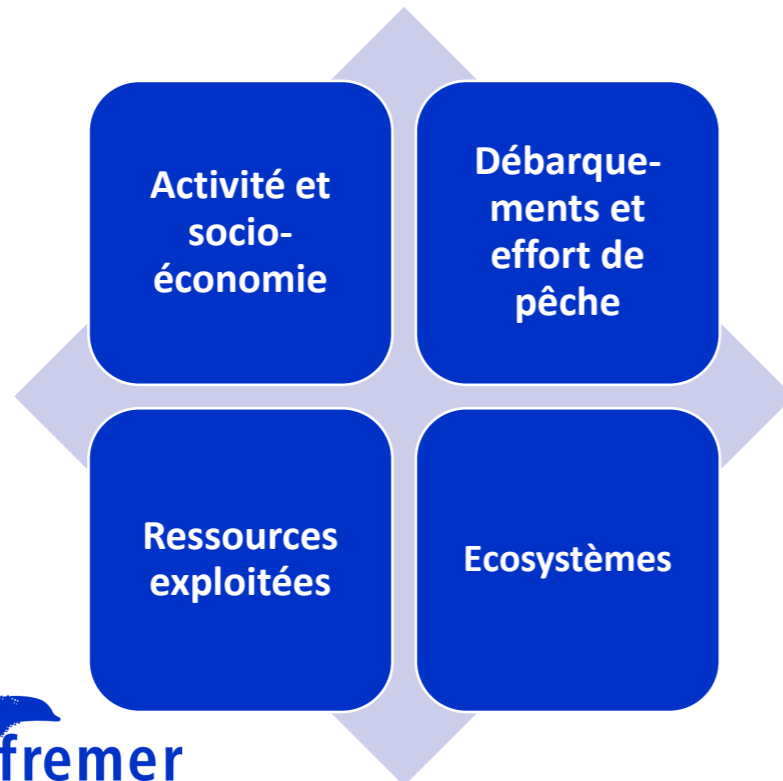 Activité et
socio-
économie
Débarque-
ments et
effort de
pêche
Ressources
exploitées
Ecosystèmes
fremer